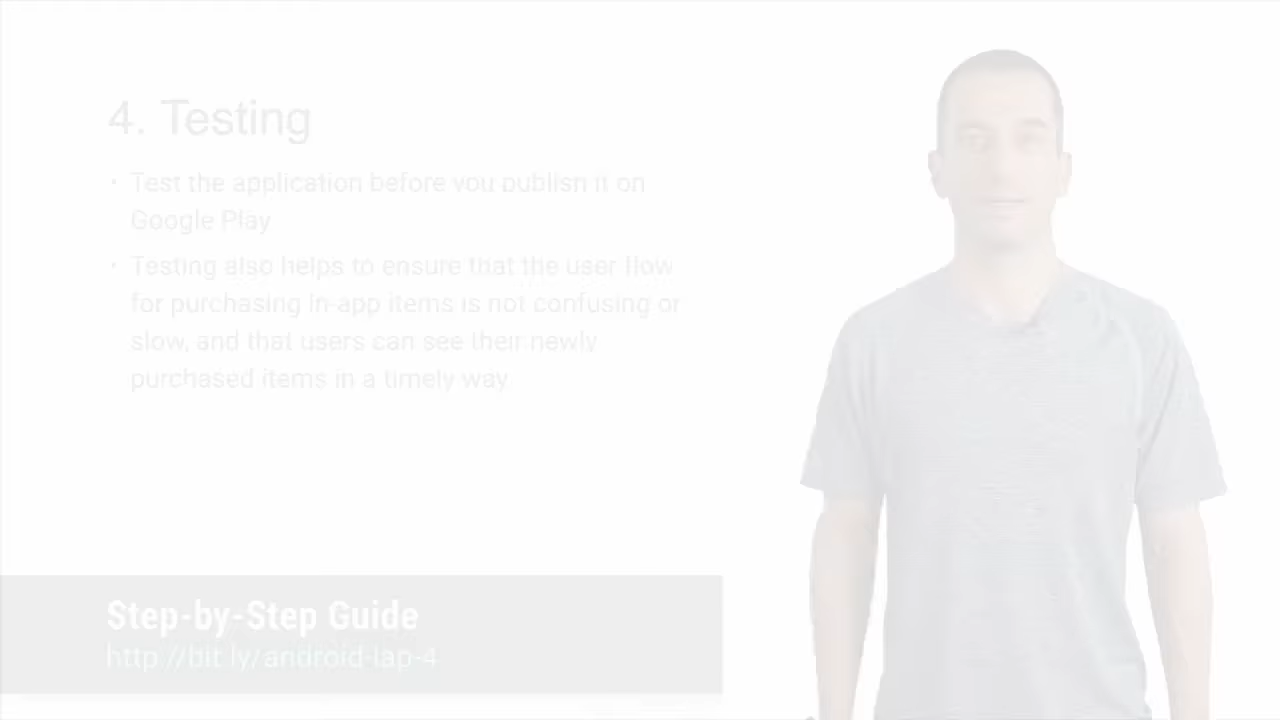 4. Testing
• Test the application before you publish it on
Google Play
• Testing also helps to ensure that the user flow
for purchasing in-app items is not confusing or
slow, and that users can see their newly
purchased items in a timely way
Step-by-Step Guide
http://bit.ly/android-iap-4